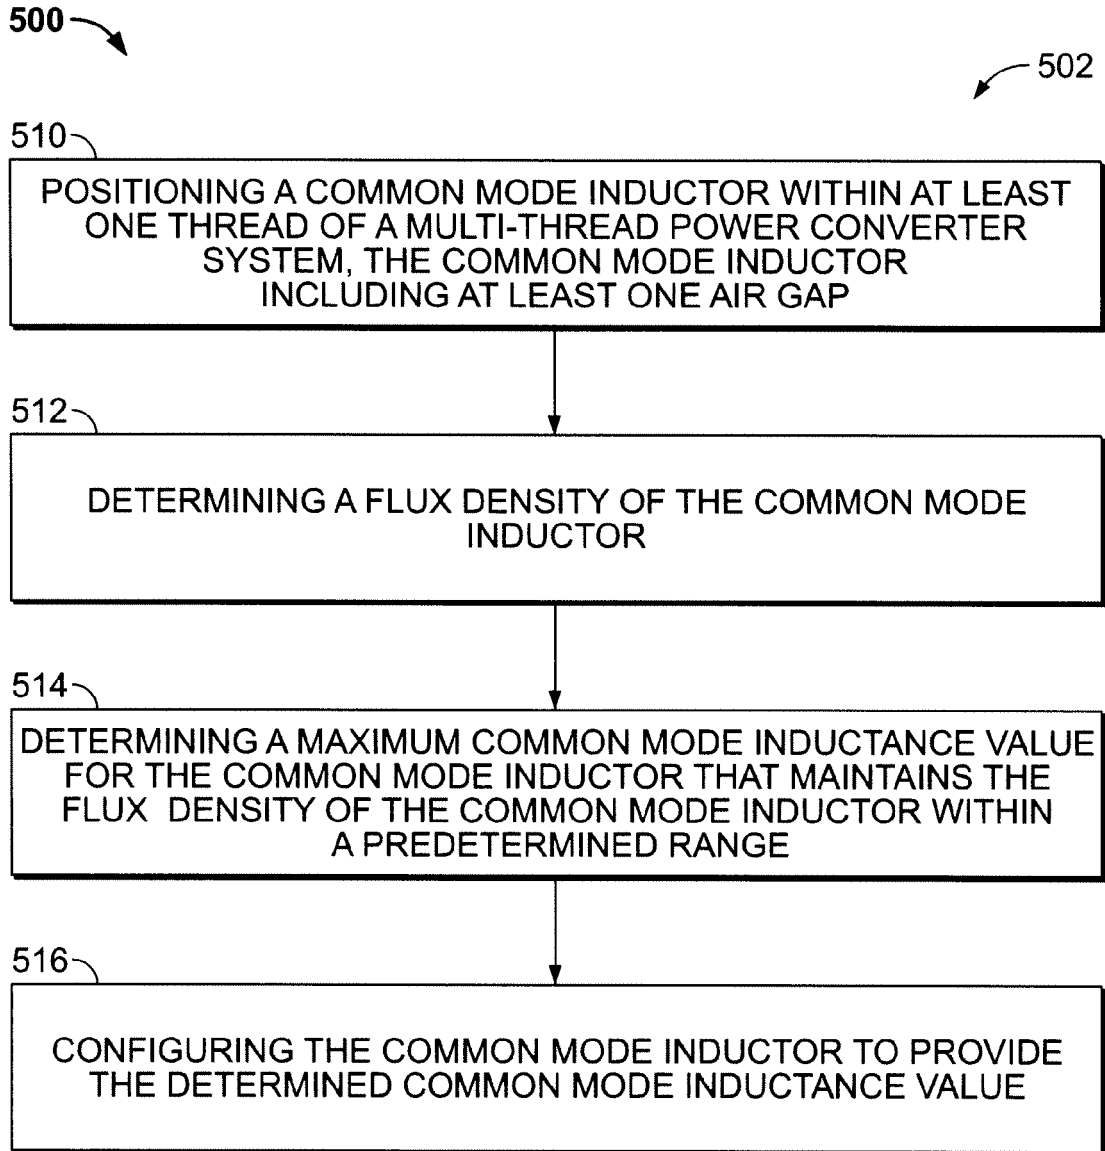 500
502
510
POSITIONING A COMMON MODE INDUCTOR WITHIN AT LEAST
ONE THREAD OF A MULTI-THREAD POWER CONVERTER
SYSTEM, THE COMMON MODE INDUCTOR
INCLUDING AT LEAST ONE AIR GAP
512
DETERMINING A FLUX DENSITY OF THE COMMON MODE
INDUCTOR
514
DETERMINING A MAXIMUM COMMON MODE INDUCTANCE VALUE
FOR THE COMMON MODE INDUCTOR THAT MAINTAINS THE
FLUX DENSITY OF THE COMMON MODE INDUCTOR WITHIN
A PREDETERMINED RANGE
516
CONFIGURING THE COMMON MODE INDUCTOR TO PROVIDE
THE DETERMINED COMMON MODE INDUCTANCE VALUE